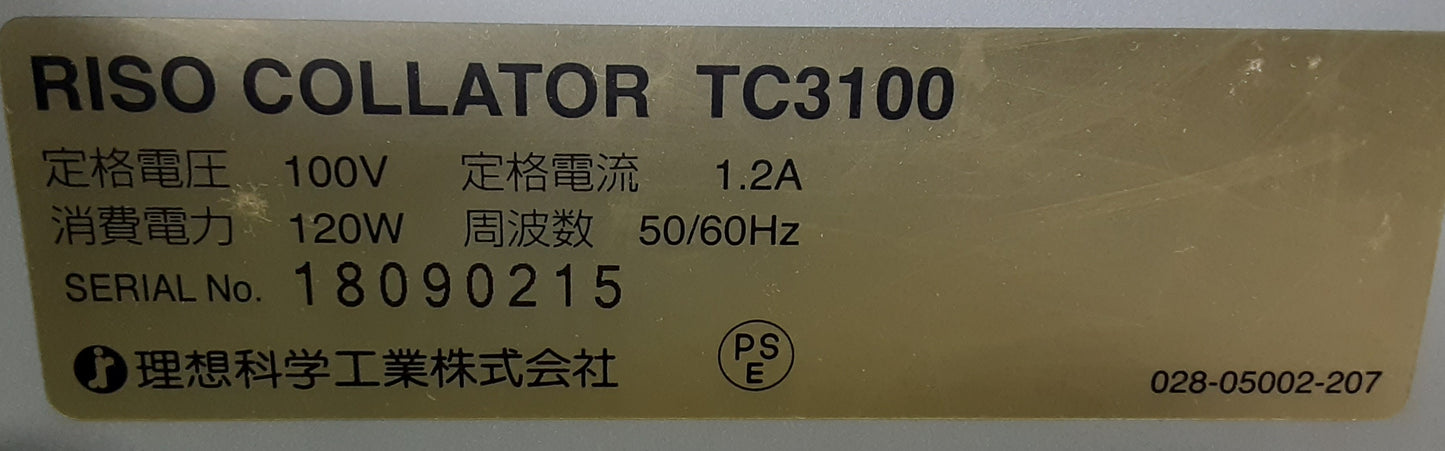 RISO COLLATOR TC3100
定格電圧 100V 定格電流 1.2A
消費電力 120W 周波数 50/60Hz
SERIAL No. 18090215
理想科学工業株式会社
PSE
028-05002-207